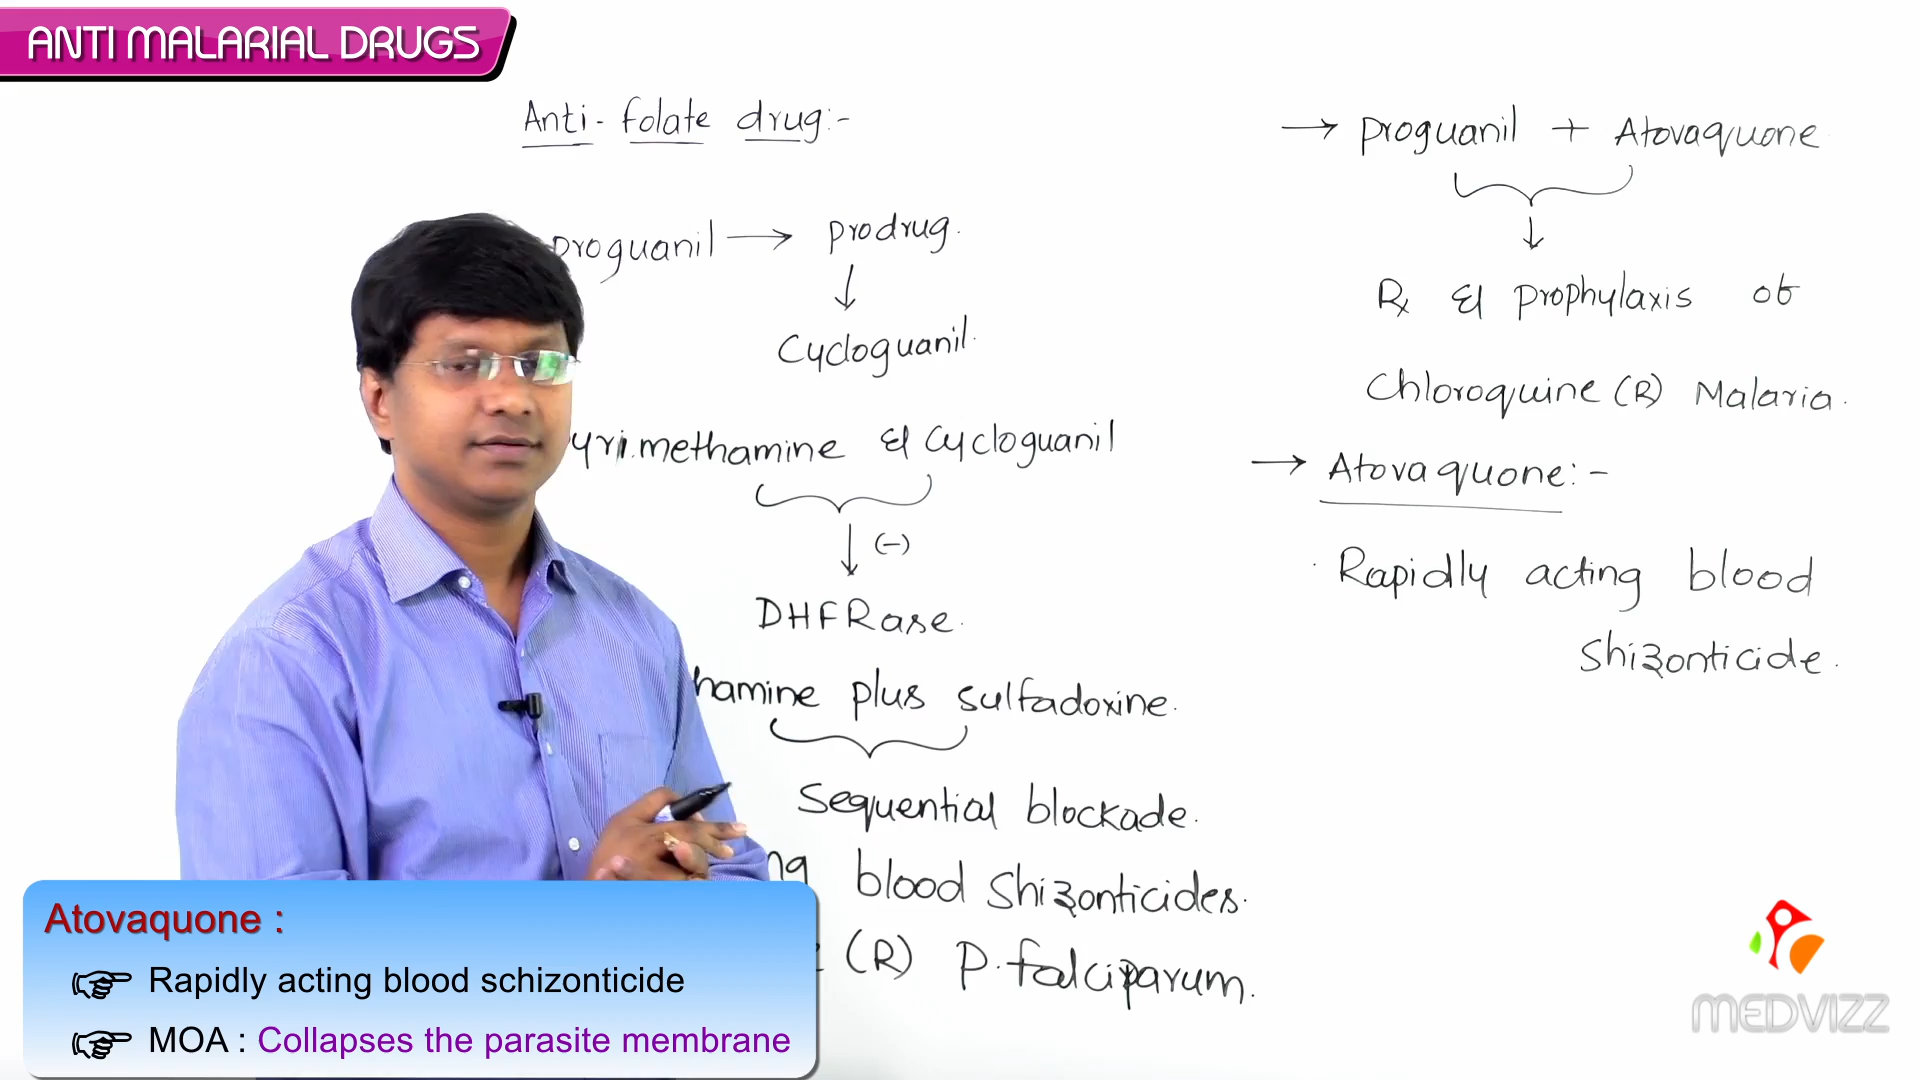 ANTI MALARIAL DRUGS
Anti-folate drug:-
proguanil → prodrug.
↓
Cycloguanil.
yrimethamine & Cycloguanil
↓ (-)
DHFRase.
hamine plus sulfadoxine.
Sequential blockade.
ng blood Shizonticides.
(R) P. falciparum.
→ proguanil + Atovaquone
↓
Rx & prophylaxis of
Chloroquine (R) Malaria.
→ Atovaquone:-
Rapidly acting blood
Shizonticide.
Atovaquone :
Rapidly acting blood schizonticide
MOA : Collapses the parasite membrane
MEDVIZZ